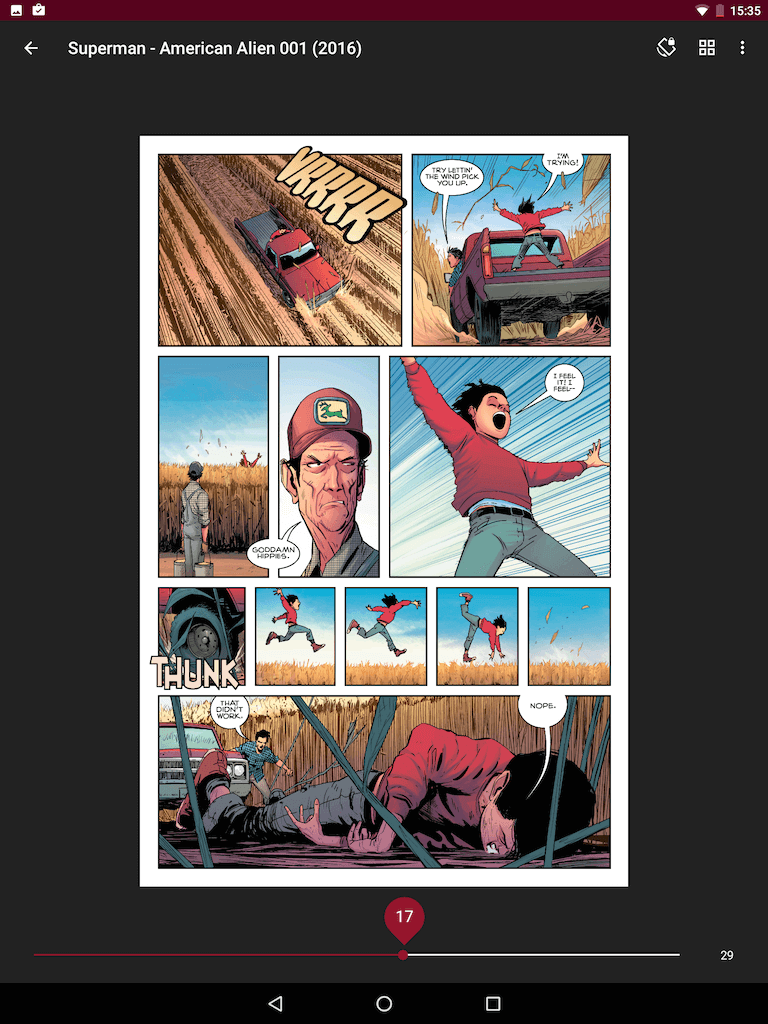 15:35
Superman - American Alien 001 (2016)
VRRRR
TRY LETTIN'
THE WIND PICK
YOU UP.
I'M
TRYING!
GODDAMN
HIPPIES.
I FEEL
IT! I
FEEL--
THUNK
THAT
DIDN'T
WORK.
NOPE.
17
29